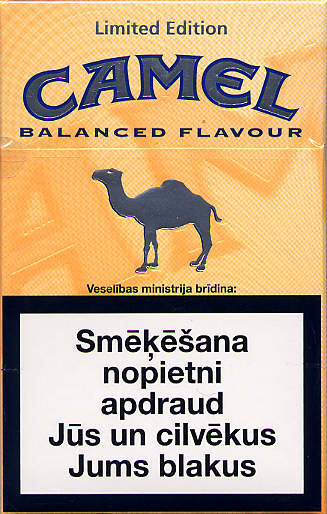 Limited Edition
CAMEL
BALANCED FLAVOUR
Veselības ministrija brīdina:
Smēķēšana
nopietni
apdraud
Jūs un cilvēkus
Jums blakus